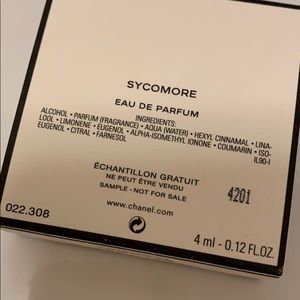 SYCOMORE
EAU DE PARFUM
INGREDIENTS:
ALCOHOL • PARFUM (FRAGRANCE) • AQUA (WATER) • HEXYL CINNAMAL • LINA-
LOOL • LIMONENE • EUGENOL • ALPHA-ISOMETHYL IONONE • COUMARIN • ISO-
EUGENOL • CITRAL • FARNESOL
IL90-I
ÉCHANTILLON GRATUIT
NE PEUT ÊTRE VENDU
SAMPLE - NOT FOR SALE
4201
www.chanel.com
022.308
4 ml - 0.12 FL.OZ.